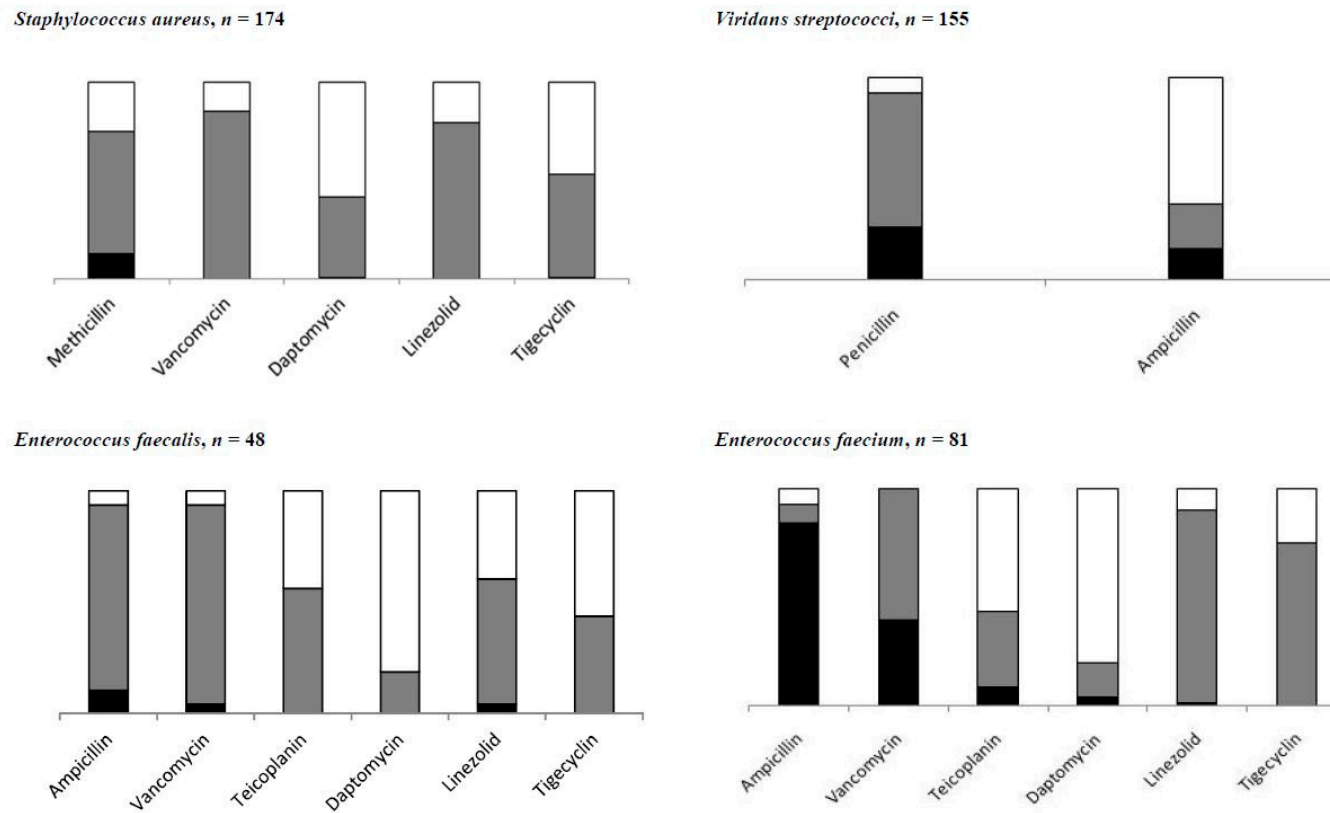 Staphylococcus aureus, n = 174
Viridans streptococci, n = 155
Methicillin
Vancomycin
Daptomycin
Linezolid
Tigecyclin
Penicillin
Ampicillin
Enterococcus faecalis, n = 48
Enterococcus faecium, n = 81
Ampicillin
Vancomycin
Teicoplanin
Daptomycin
Linezolid
Tigecyclin
Ampicillin
Vancomycin
Teicoplanin
Daptomycin
Linezolid
Tigecyclin